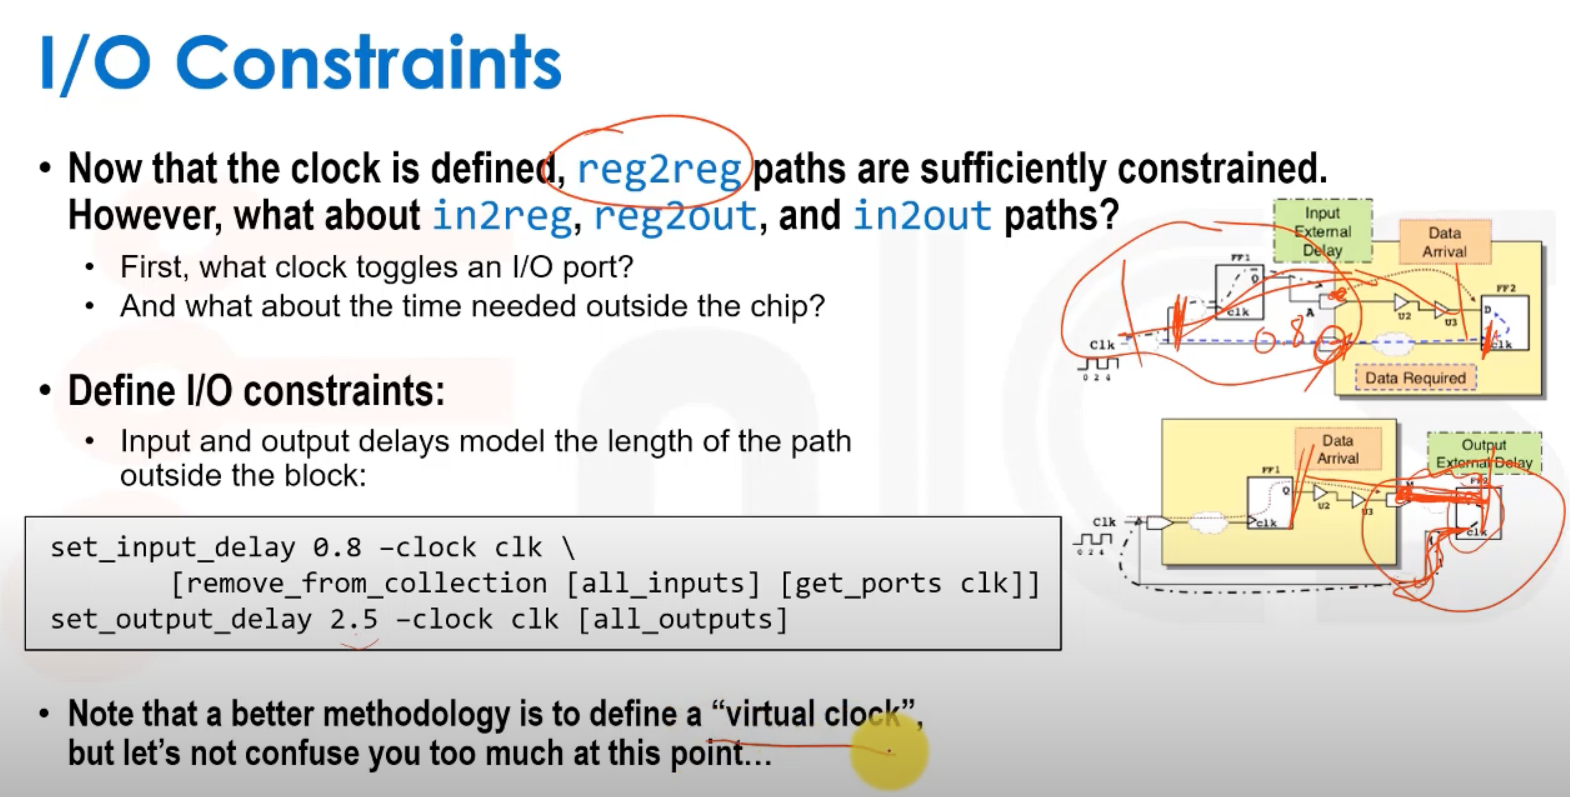 I/O Constraints
• Now that the clock is defined, reg2reg paths are sufficiently constrained.
However, what about in2reg, reg2out, and in2out paths?
• First, what clock toggles an I/O port?
• And what about the time needed outside the chip?
• Define I/O constraints:
• Input and output delays model the length of the path
outside the block:
set_input_delay 0.8 –clock clk \
[remove_from_collection [all_inputs] [get_ports clk]]
set_output_delay 2.5 –clock clk [all_outputs]
• Note that a better methodology is to define a “virtual clock”,
but let’s not confuse you too much at this point…
Input
External
Delay
Data
Arrival
FF1
Q
clk
A
U2
U3
FF2
D
clk
0.8
Clk
0 2 4
Data Required
Data
Arrival
Output
External Delay
FF1
Q
clk
U2
U3
M
FF2
clk
Clk
0 2 4